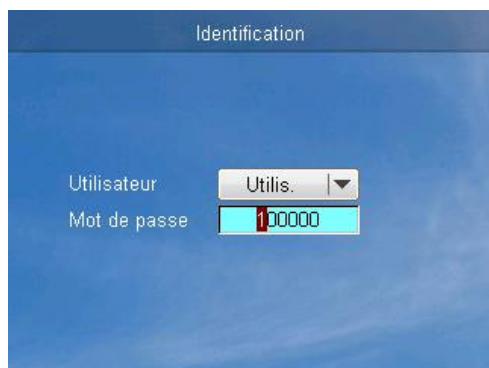 Identification
Utilisateur Utilis.
Mot de passe 100000